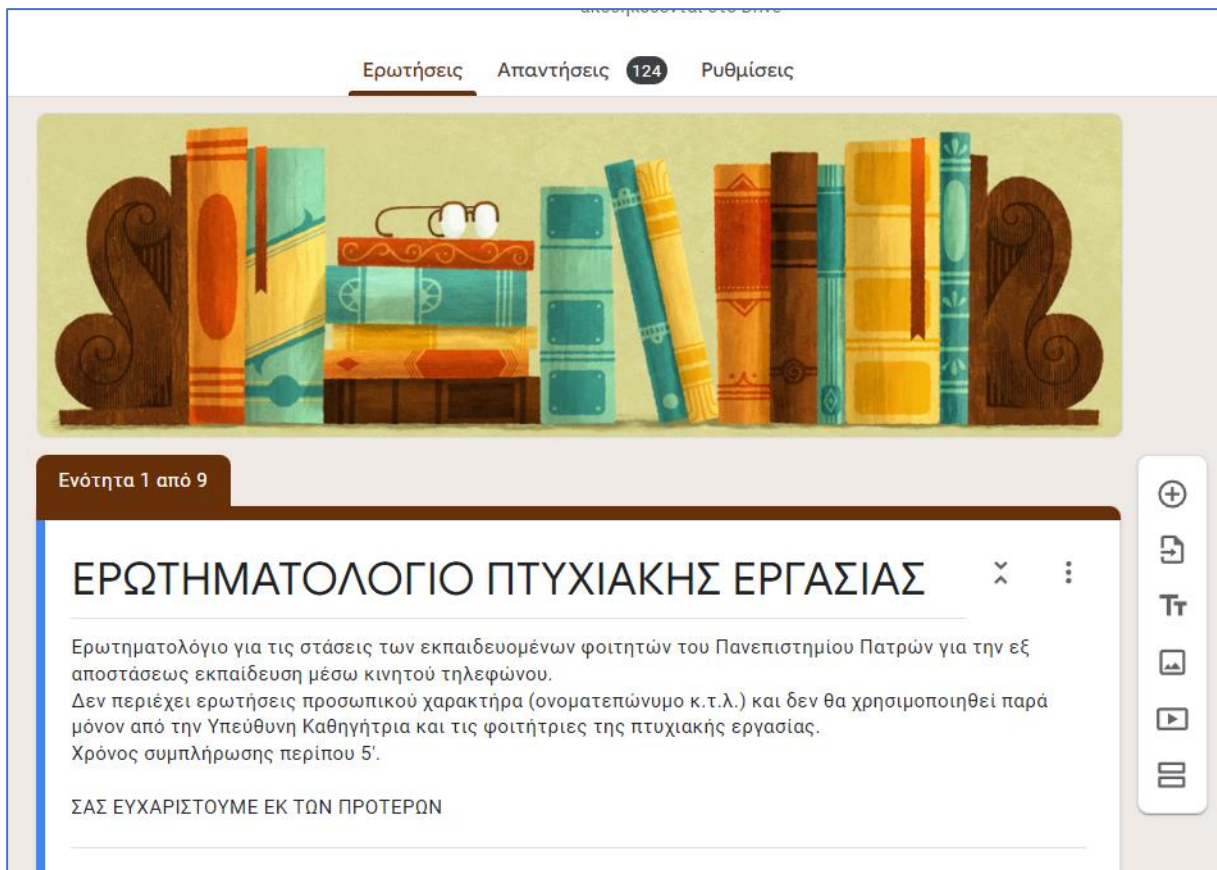 Ερωτήσεις Απαντήσεις 124 Ρυθμίσεις
Ενότητα 1 από 9
ΕΡΩΤΗΜΑΤΟΛΟΓΙΟ ΠΤΥΧΙΑΚΗΣ ΕΡΓΑΣΙΑΣ
Ερωτηματολόγιο για τις στάσεις των εκπαιδευομένων φοιτητών του Πανεπιστημίου Πατρών για την εξ
αποστάσεως εκπαίδευση μέσω κινητού τηλεφώνου.
Δεν περιέχει ερωτήσεις προσωπικού χαρακτήρα (ονοματεπώνυμο κ.τ.λ.) και δεν θα χρησιμοποιηθεί παρά
μόνον από την Υπεύθυνη Καθηγήτρια και τις φοιτήτριες της πτυχιακής εργασίας.
Χρόνος συμπλήρωσης περίπου 5'.
ΣΑΣ ΕΥΧΑΡΙΣΤΟΥΜΕ ΕΚ ΤΩΝ ΠΡΟΤΕΡΩΝ
Tт